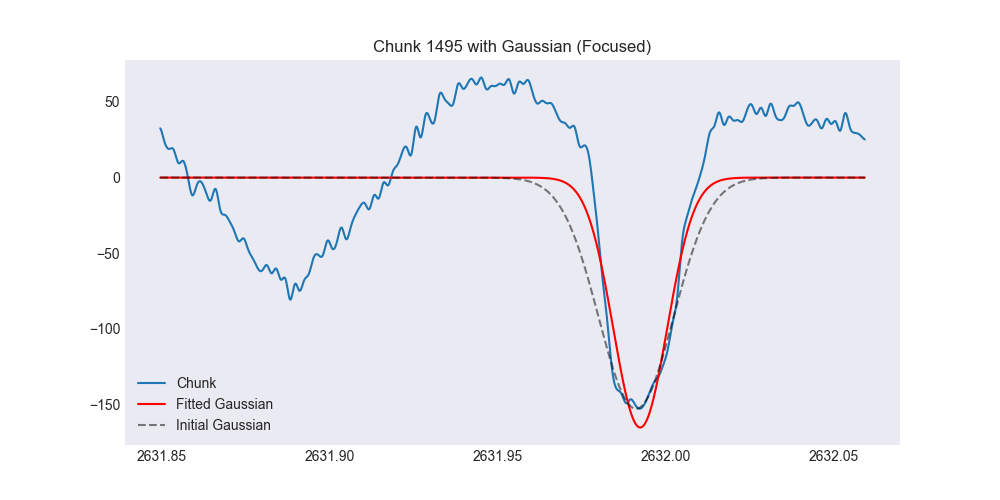 Chunk 1495 with Gaussian (Focused)
50
0
−50
−100
−150
Chunk
Fitted Gaussian
Initial Gaussian
2631.85 2631.90 2631.95 2632.00 2632.05